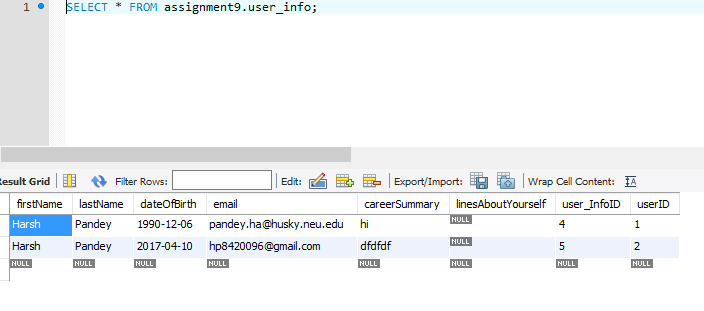 1 SELECT * FROM assignment9.user_info;
Result Grid Filter Rows: Edit: Export/Import: Wrap Cell Content: IA
firstName lastName dateOfBirth email careerSummary linesAboutYourself user_InfoID userID
Harsh Pandey 1990-12-06 pandey.ha@husky.neu.edu hi NULL 4 1
Harsh Pandey 2017-04-10 hp8420096@gmail.com dfdfdf NULL 5 2
NULL NULL NULL NULL NULL NULL NULL NULL